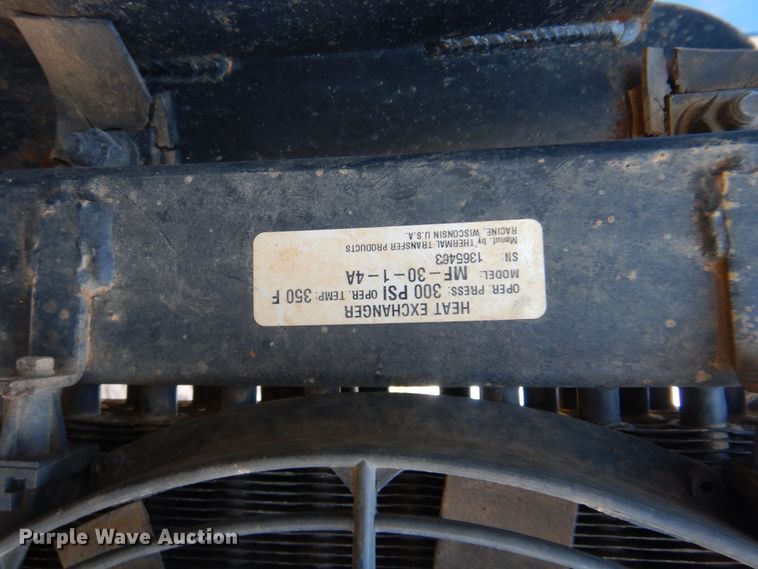 HEAT EXCHANGER
OPER. PRESS: 300 PSI OPER. TEMP: 350 F
MODEL: MF-30-1-4A
SN: 1365463
Manuf. by THERMAL TRANSFER PRODUCTS
RACINE, WISCONSIN U.S.A.
Purple Wave Auction